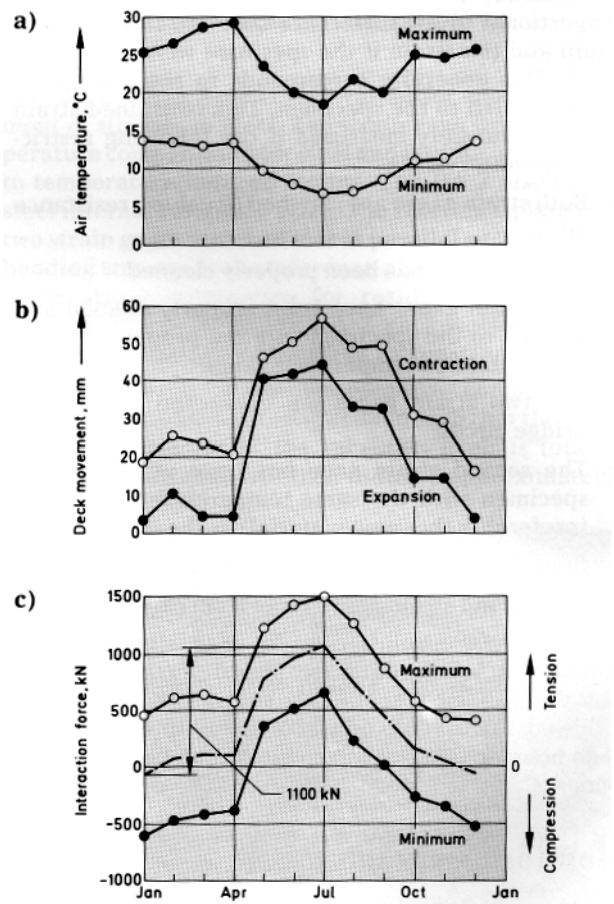 a)
Air temperature, °C
30
25
20
15
10
5
0
Maximum
Minimum
b)
Deck movement, mm
60
50
40
30
20
10
0
Contraction
Expansion
c)
Interaction force, kN
1500
1000
500
0
-500
-1000
Maximum
1100 kN
Minimum
0
Tension
Compression
Jan
Apr
Jul
Oct
Jan